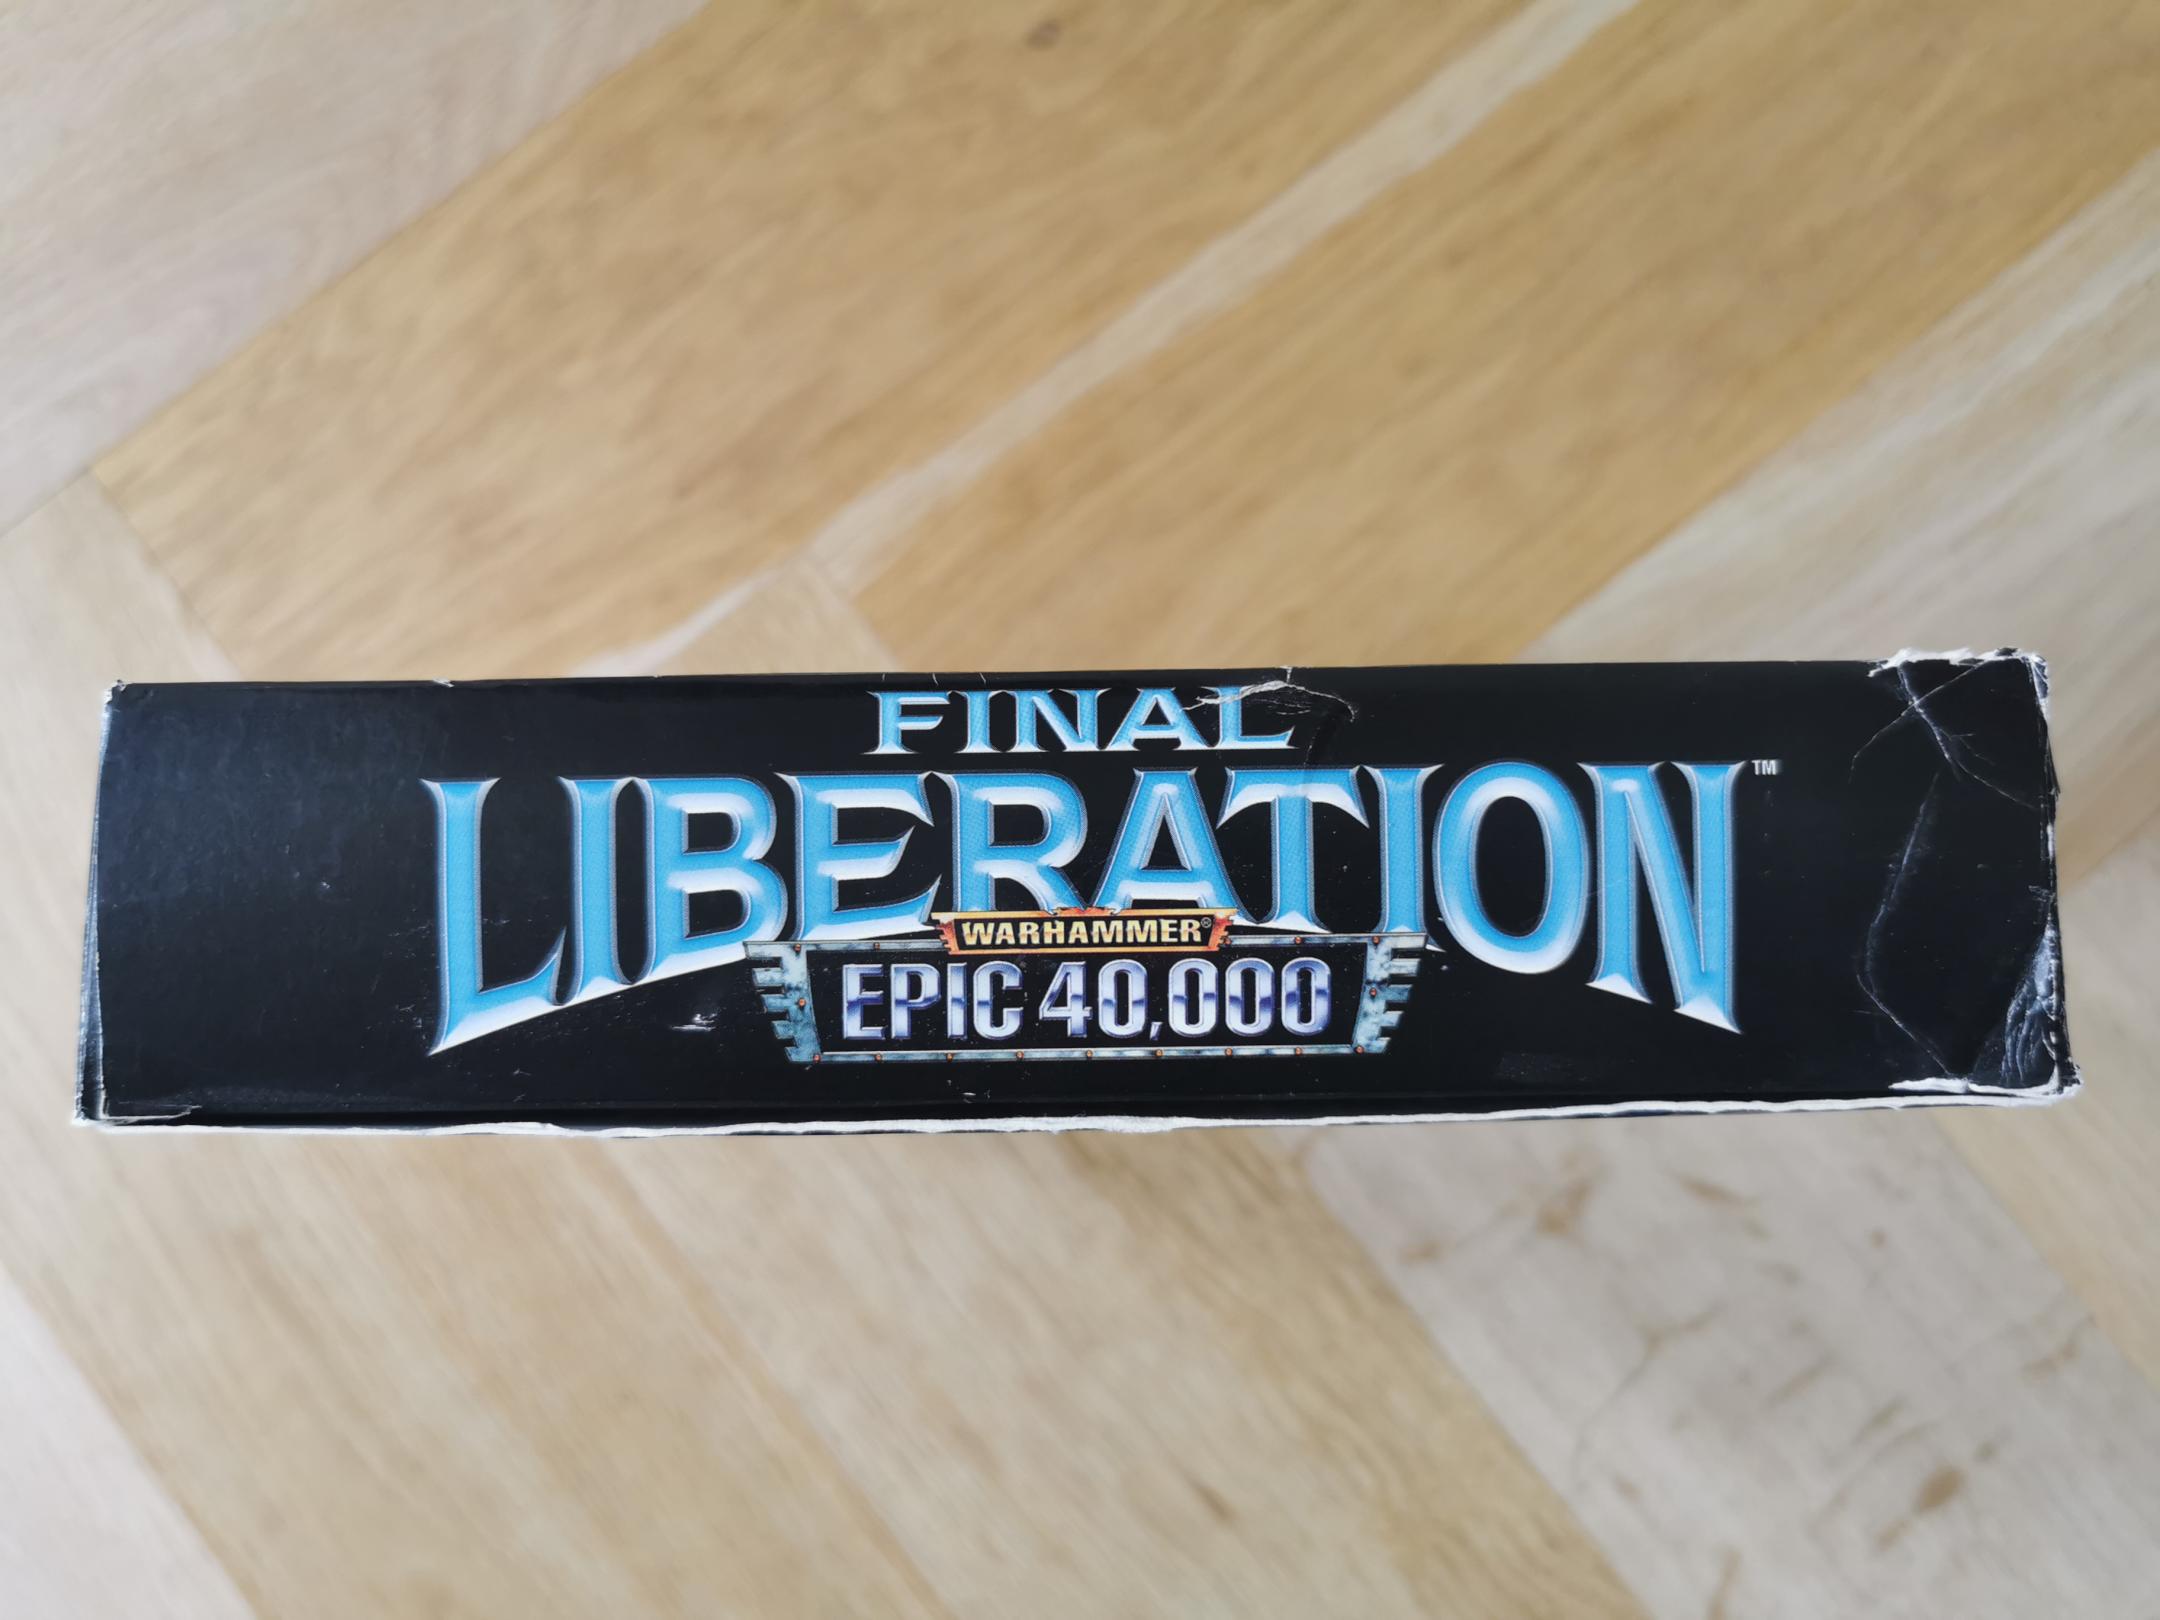 FINAL
LIBERATION™
WARHAMMER®
EPIC 40,000